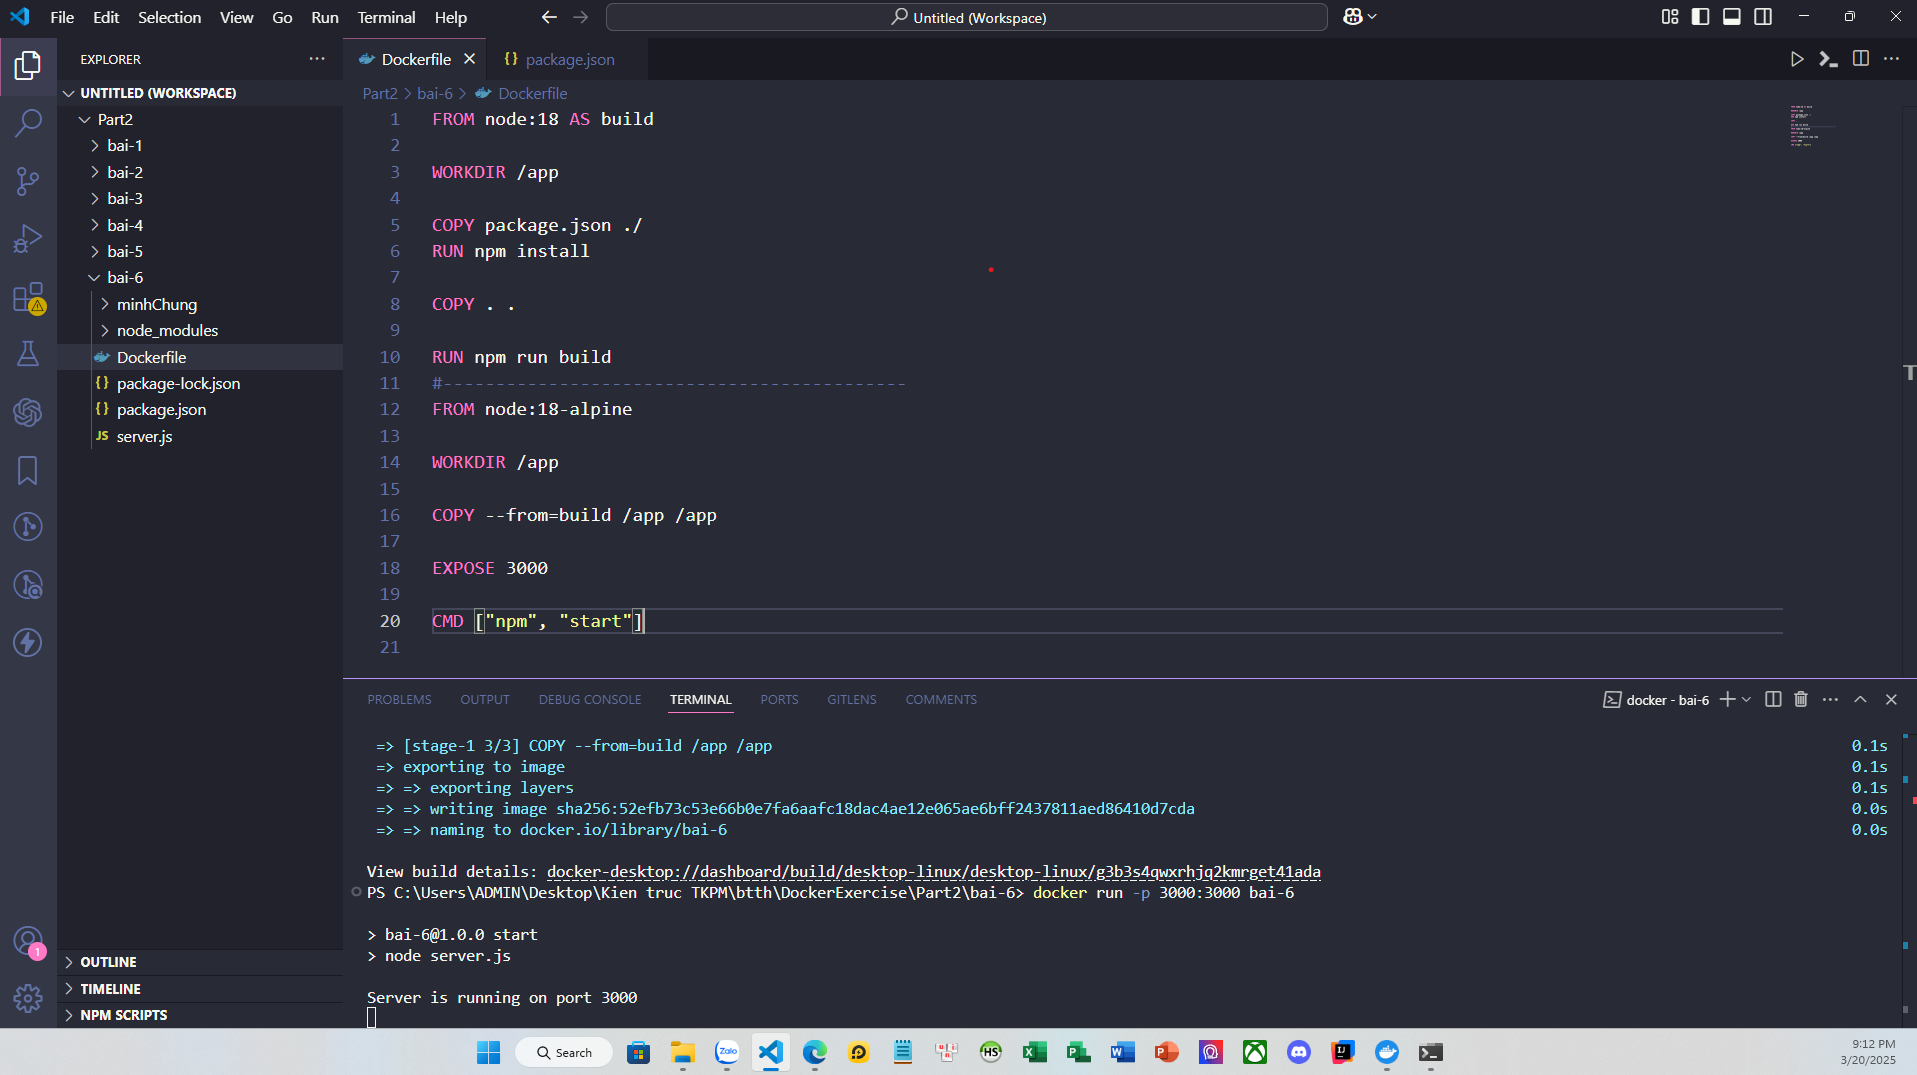 File Edit Selection View Go Run Terminal Help
Untitled (Workspace)
EXPLORER
Dockerfile
{} package.json
UNTITLED (WORKSPACE)
Part2
bai-1
bai-2
bai-3
bai-4
bai-5
bai-6
minhChung
node_modules
Dockerfile
{} package-lock.json
{} package.json
JS server.js
OUTLINE
TIMELINE
NPM SCRIPTS
1
Part2 > bai-6 > Dockerfile
1 FROM node:18 AS build
2
3 WORKDIR /app
4
5 COPY package.json ./
6 RUN npm install
7
8 COPY . .
9
10 RUN npm run build
11 #--------------------------------------------
12 FROM node:18-alpine
13
14 WORKDIR /app
15
16 COPY --from=build /app /app
17
18 EXPOSE 3000
19
20 CMD ["npm", "start"]
21
PROBLEMS OUTPUT DEBUG CONSOLE TERMINAL PORTS GITLENS COMMENTS
docker - bai-6
=> [stage-1 3/3] COPY --from=build /app /app 0.1s
=> exporting to image 0.1s
=> => exporting layers 0.1s
=> => writing image sha256:52efb73c53e66b0e7fa6aafc18dac4ae12e065ae6bff2437811aed86410d7cda 0.0s
=> => naming to docker.io/library/bai-6 0.0s
View build details: docker-desktop://dashboard/build/desktop-linux/desktop-linux/g3b3s4qwxrhjq2kmrget41ada
PS C:\Users\ADMIN\Desktop\Kien truc TKPM\btth\DockerExercise\Part2\bai-6> docker run -p 3000:3000 bai-6
> bai-6@1.0.0 start
> node server.js
Server is running on port 3000
Search
Zalo
HS
9:12 PM
3/20/2025